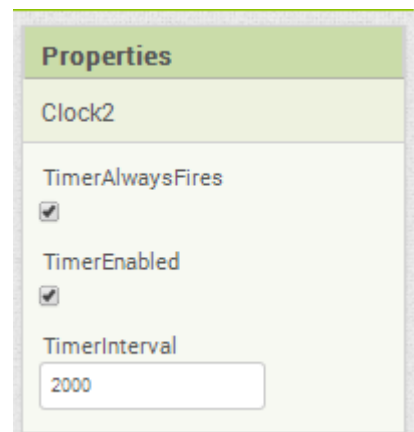 Properties
Clock2
TimerAlwaysFires
TimerEnabled
TimerInterval
2000